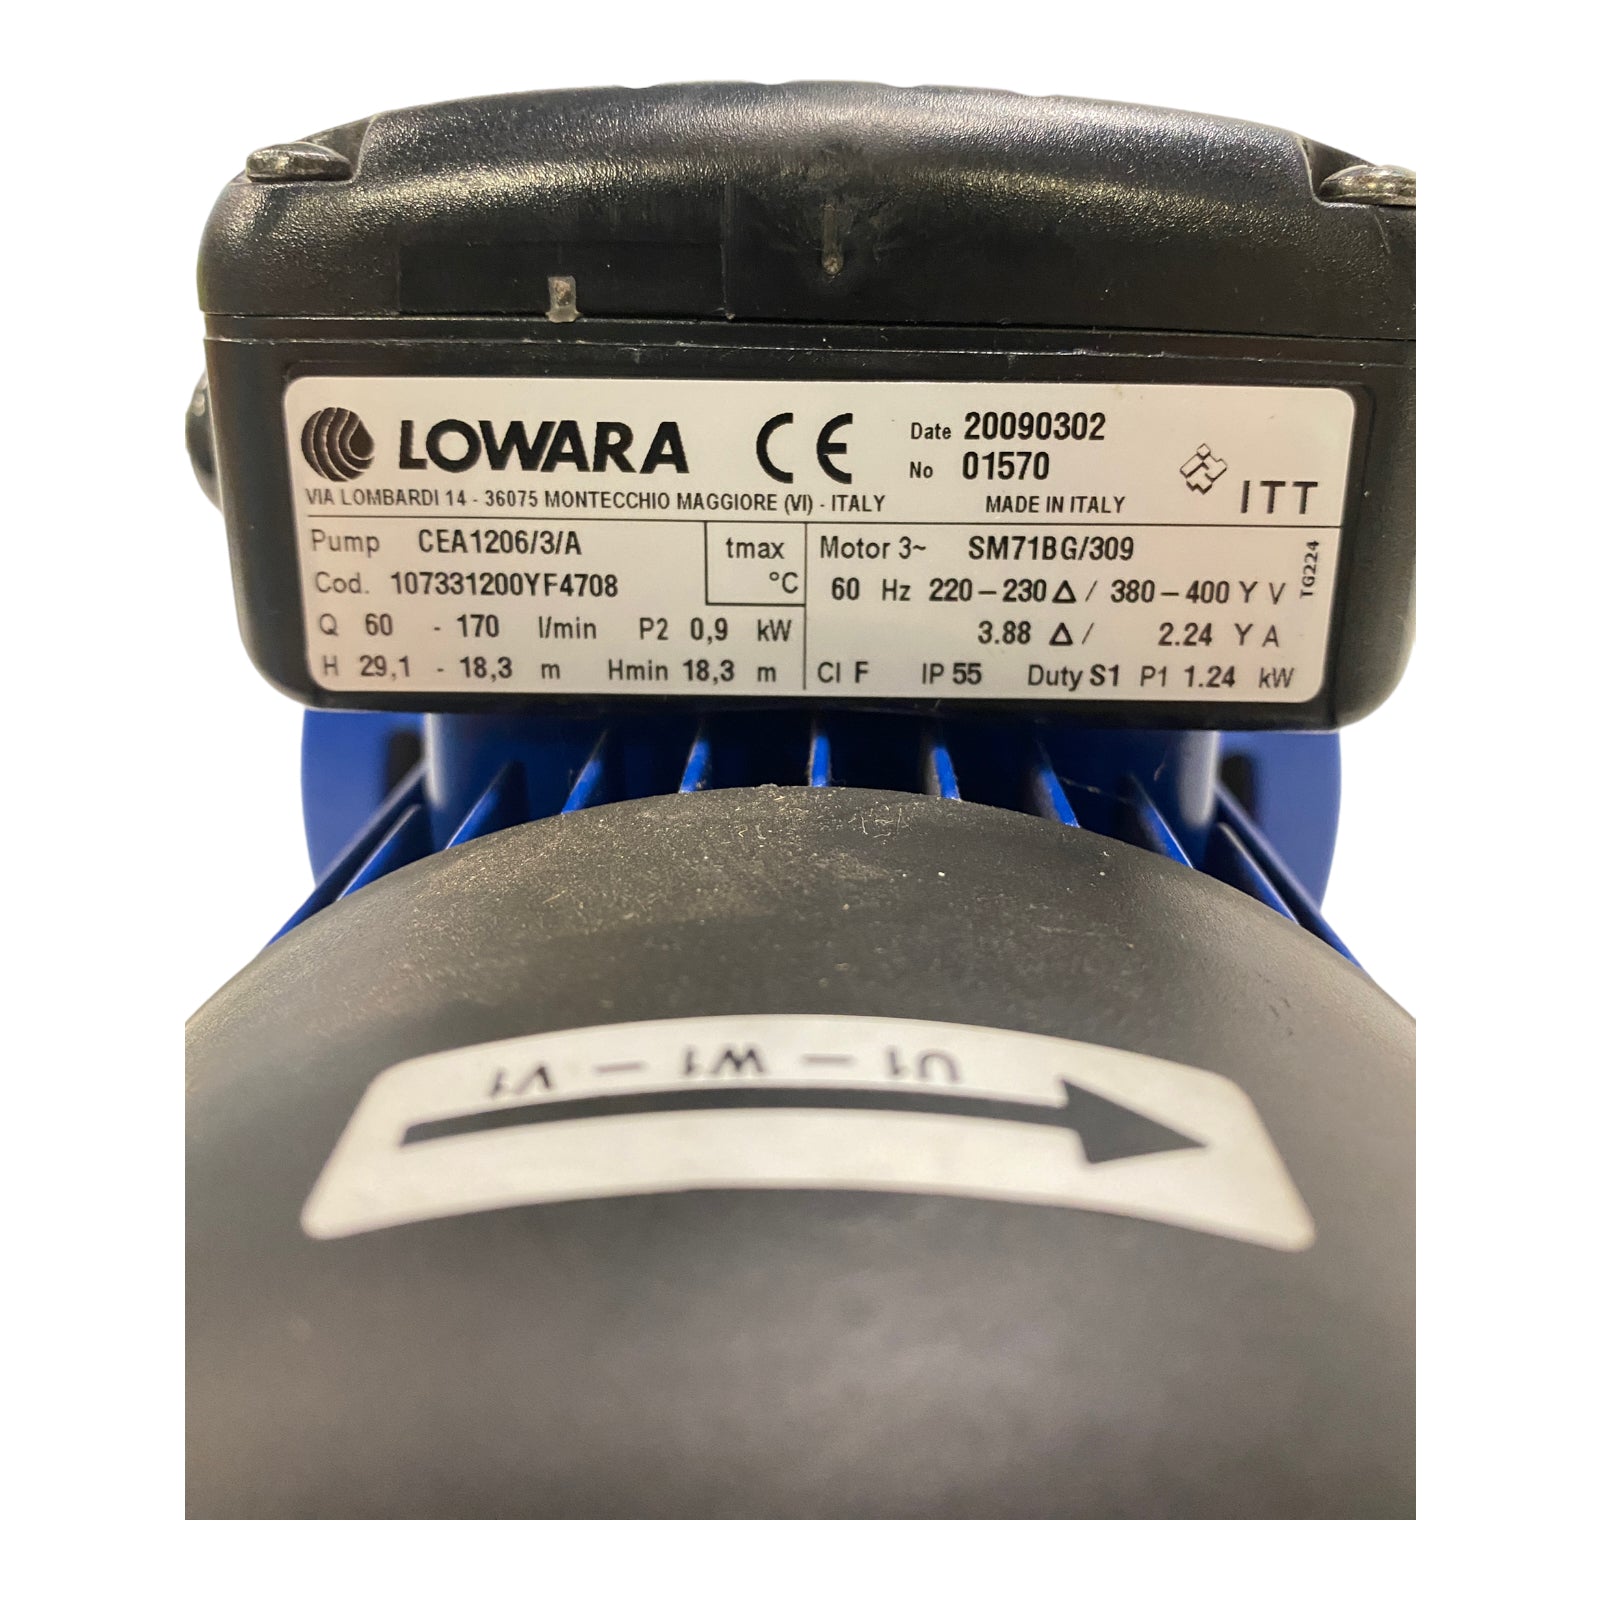 LOWARA CE Date 20090302
No 01570
VIA LOMBARDI 14 - 36075 MONTECCHIO MAGGIORE (VI) - ITALY MADE IN ITALY ITT
Pump CEA1206/3/A tmax °C
Cod. 107331200YF4708
Q 60 - 170 l/min P2 0,9 kW
H 29,1 - 18,3 m Hmin 18,3 m
Motor 3~ SM71BG/309
60 Hz 220-230 Δ / 380-400 Y V
3.88 Δ / 2.24 Y A
Cl F IP 55 Duty S1 P1 1.24 kW
TG224
U1 - W1 - V1